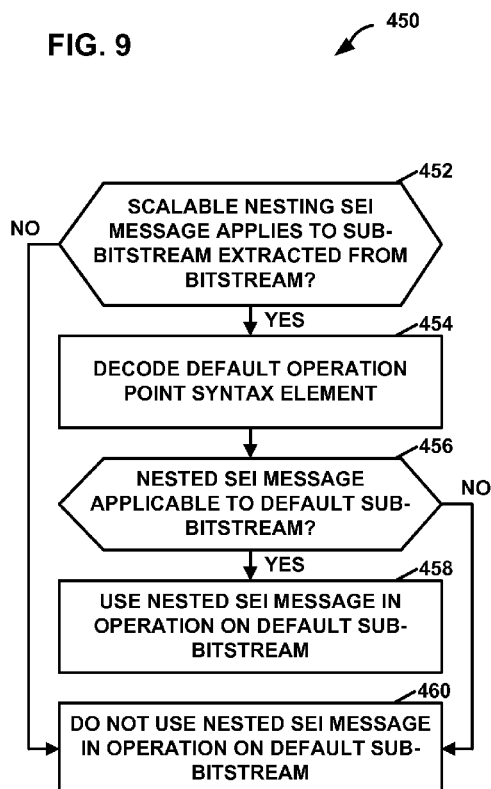 FIG. 9
450
452
SCALABLE NESTING SEI
MESSAGE APPLIES TO SUB-
BITSTREAM EXTRACTED FROM
BITSTREAM?
NO
YES
454
DECODE DEFAULT OPERATION
POINT SYNTAX ELEMENT
456
NESTED SEI MESSAGE
APPLICABLE TO DEFAULT SUB-
BITSTREAM?
NO
YES
458
USE NESTED SEI MESSAGE IN
OPERATION ON DEFAULT SUB-
BITSTREAM
460
DO NOT USE NESTED SEI MESSAGE
IN OPERATION ON DEFAULT SUB-
BITSTREAM